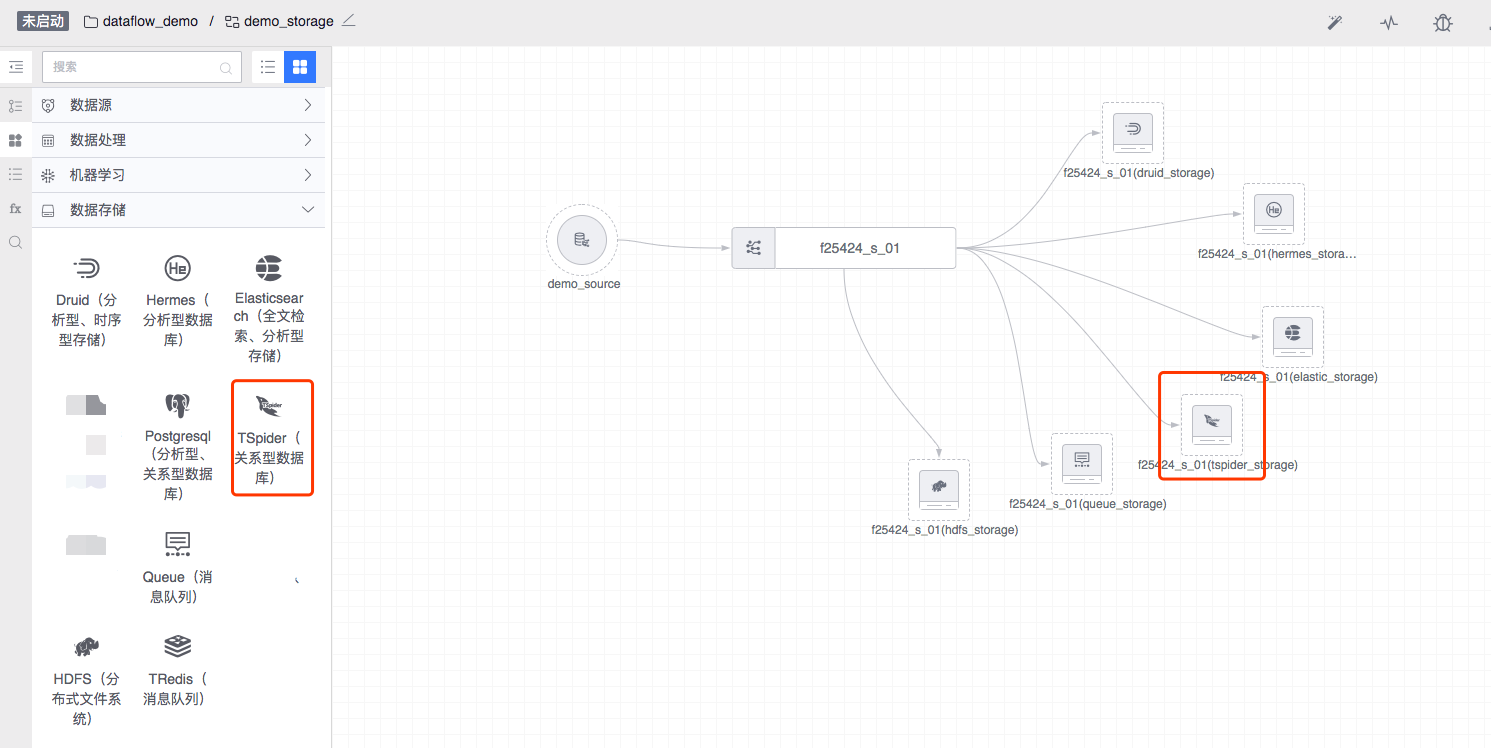 未启动 dataflow_demo / demo_storage
搜索
数据源
数据处理
机器学习
fx
数据存储
He
Druid（分
析型、时序
型存储）
Hermes（
分析型数据
库）
Elasticsear
ch（全文检
索、分析型
存储）
Postgresql
（分析型、
关系型数据
库）
TSpider
TSpider（
关系型数据
库）
Queue（消
息队列）
HDFS（分
布式文件系
统）
TRedis（
消息队列）
demo_source
f25424_s_01
f25424_s_01(druid_storage)
He
f25424_s_01(hermes_stora...
f25424_s_01(elastic_storage)
f25424_s_01(tspider_storage)
f25424_s_01(queue_storage)
f25424_s_01(hdfs_storage)